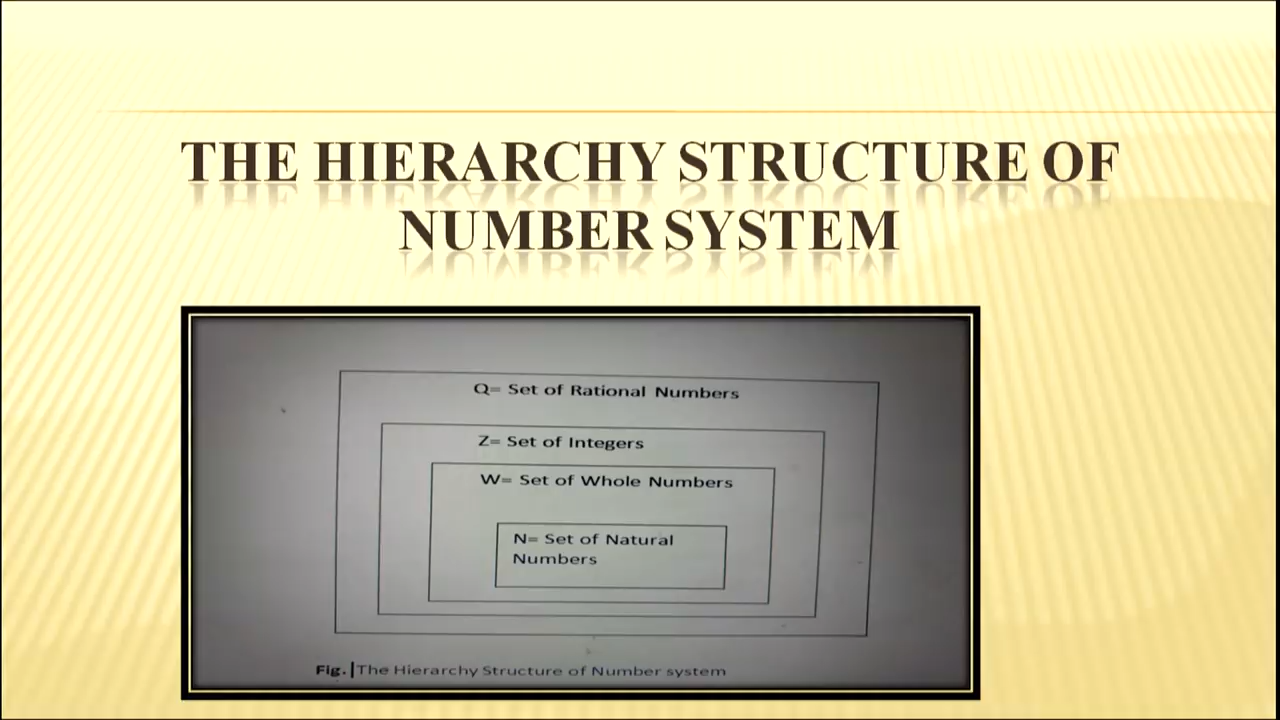 THE HIERARCHY STRUCTURE OF
NUMBER SYSTEM
Q= Set of Rational Numbers
Z= Set of Integers
W= Set of Whole Numbers
N= Set of Natural
Numbers
Fig. The Hierarchy Structure of Number system